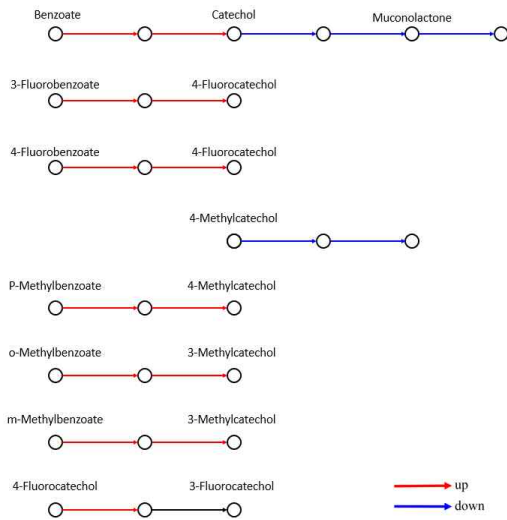 Benzoate Catechol Muconolactone
3-Fluorobenzoate 4-Fluorocatechol
4-Fluorobenzoate 4-Fluorocatechol
4-Methylcatechol
P-Methylbenzoate 4-Methylcatechol
o-Methylbenzoate 3-Methylcatechol
m-Methylbenzoate 3-Methylcatechol
4-Fluorocatechol 3-Fluorocatechol
up
down